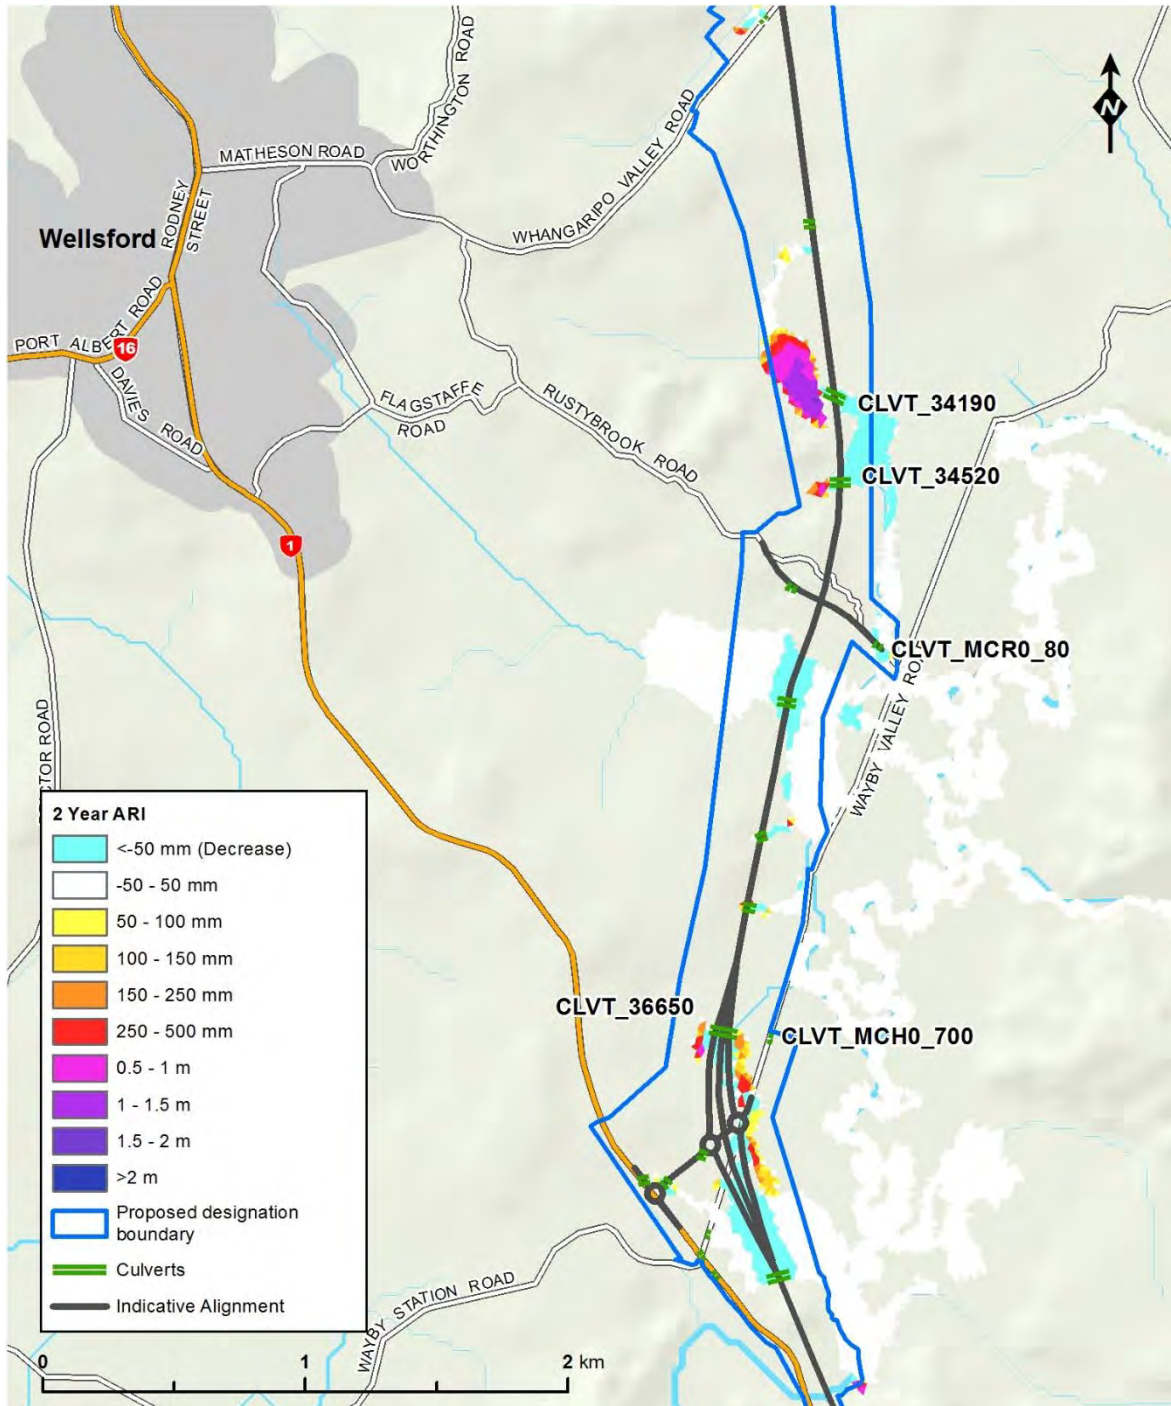 N
MATHESON ROAD
WORTHINGTON ROAD
RODNEY
STREET
WHANGARIPO VALLEY ROAD
Wellsford
PORT ALBERT ROAD
16
DAVIES ROAD
FLAGSTAFFE
ROAD
RUSTYBROOK ROAD
CLVT_34190
CLVT_34520
1
CLVT_MCR0_80
WAYBY VALLEY ROA
CTOR ROAD
2 Year ARI
<-50 mm (Decrease)
-50 - 50 mm
50 - 100 mm
100 - 150 mm
150 - 250 mm
250 - 500 mm
0.5 - 1 m
1 - 1.5 m
1.5 - 2 m
>2 m
Proposed designation
boundary
Culverts
Indicative Alignment
CLVT_36650
CLVT_MCH0_700
WAYBY STATION ROAD
0 1 2 km